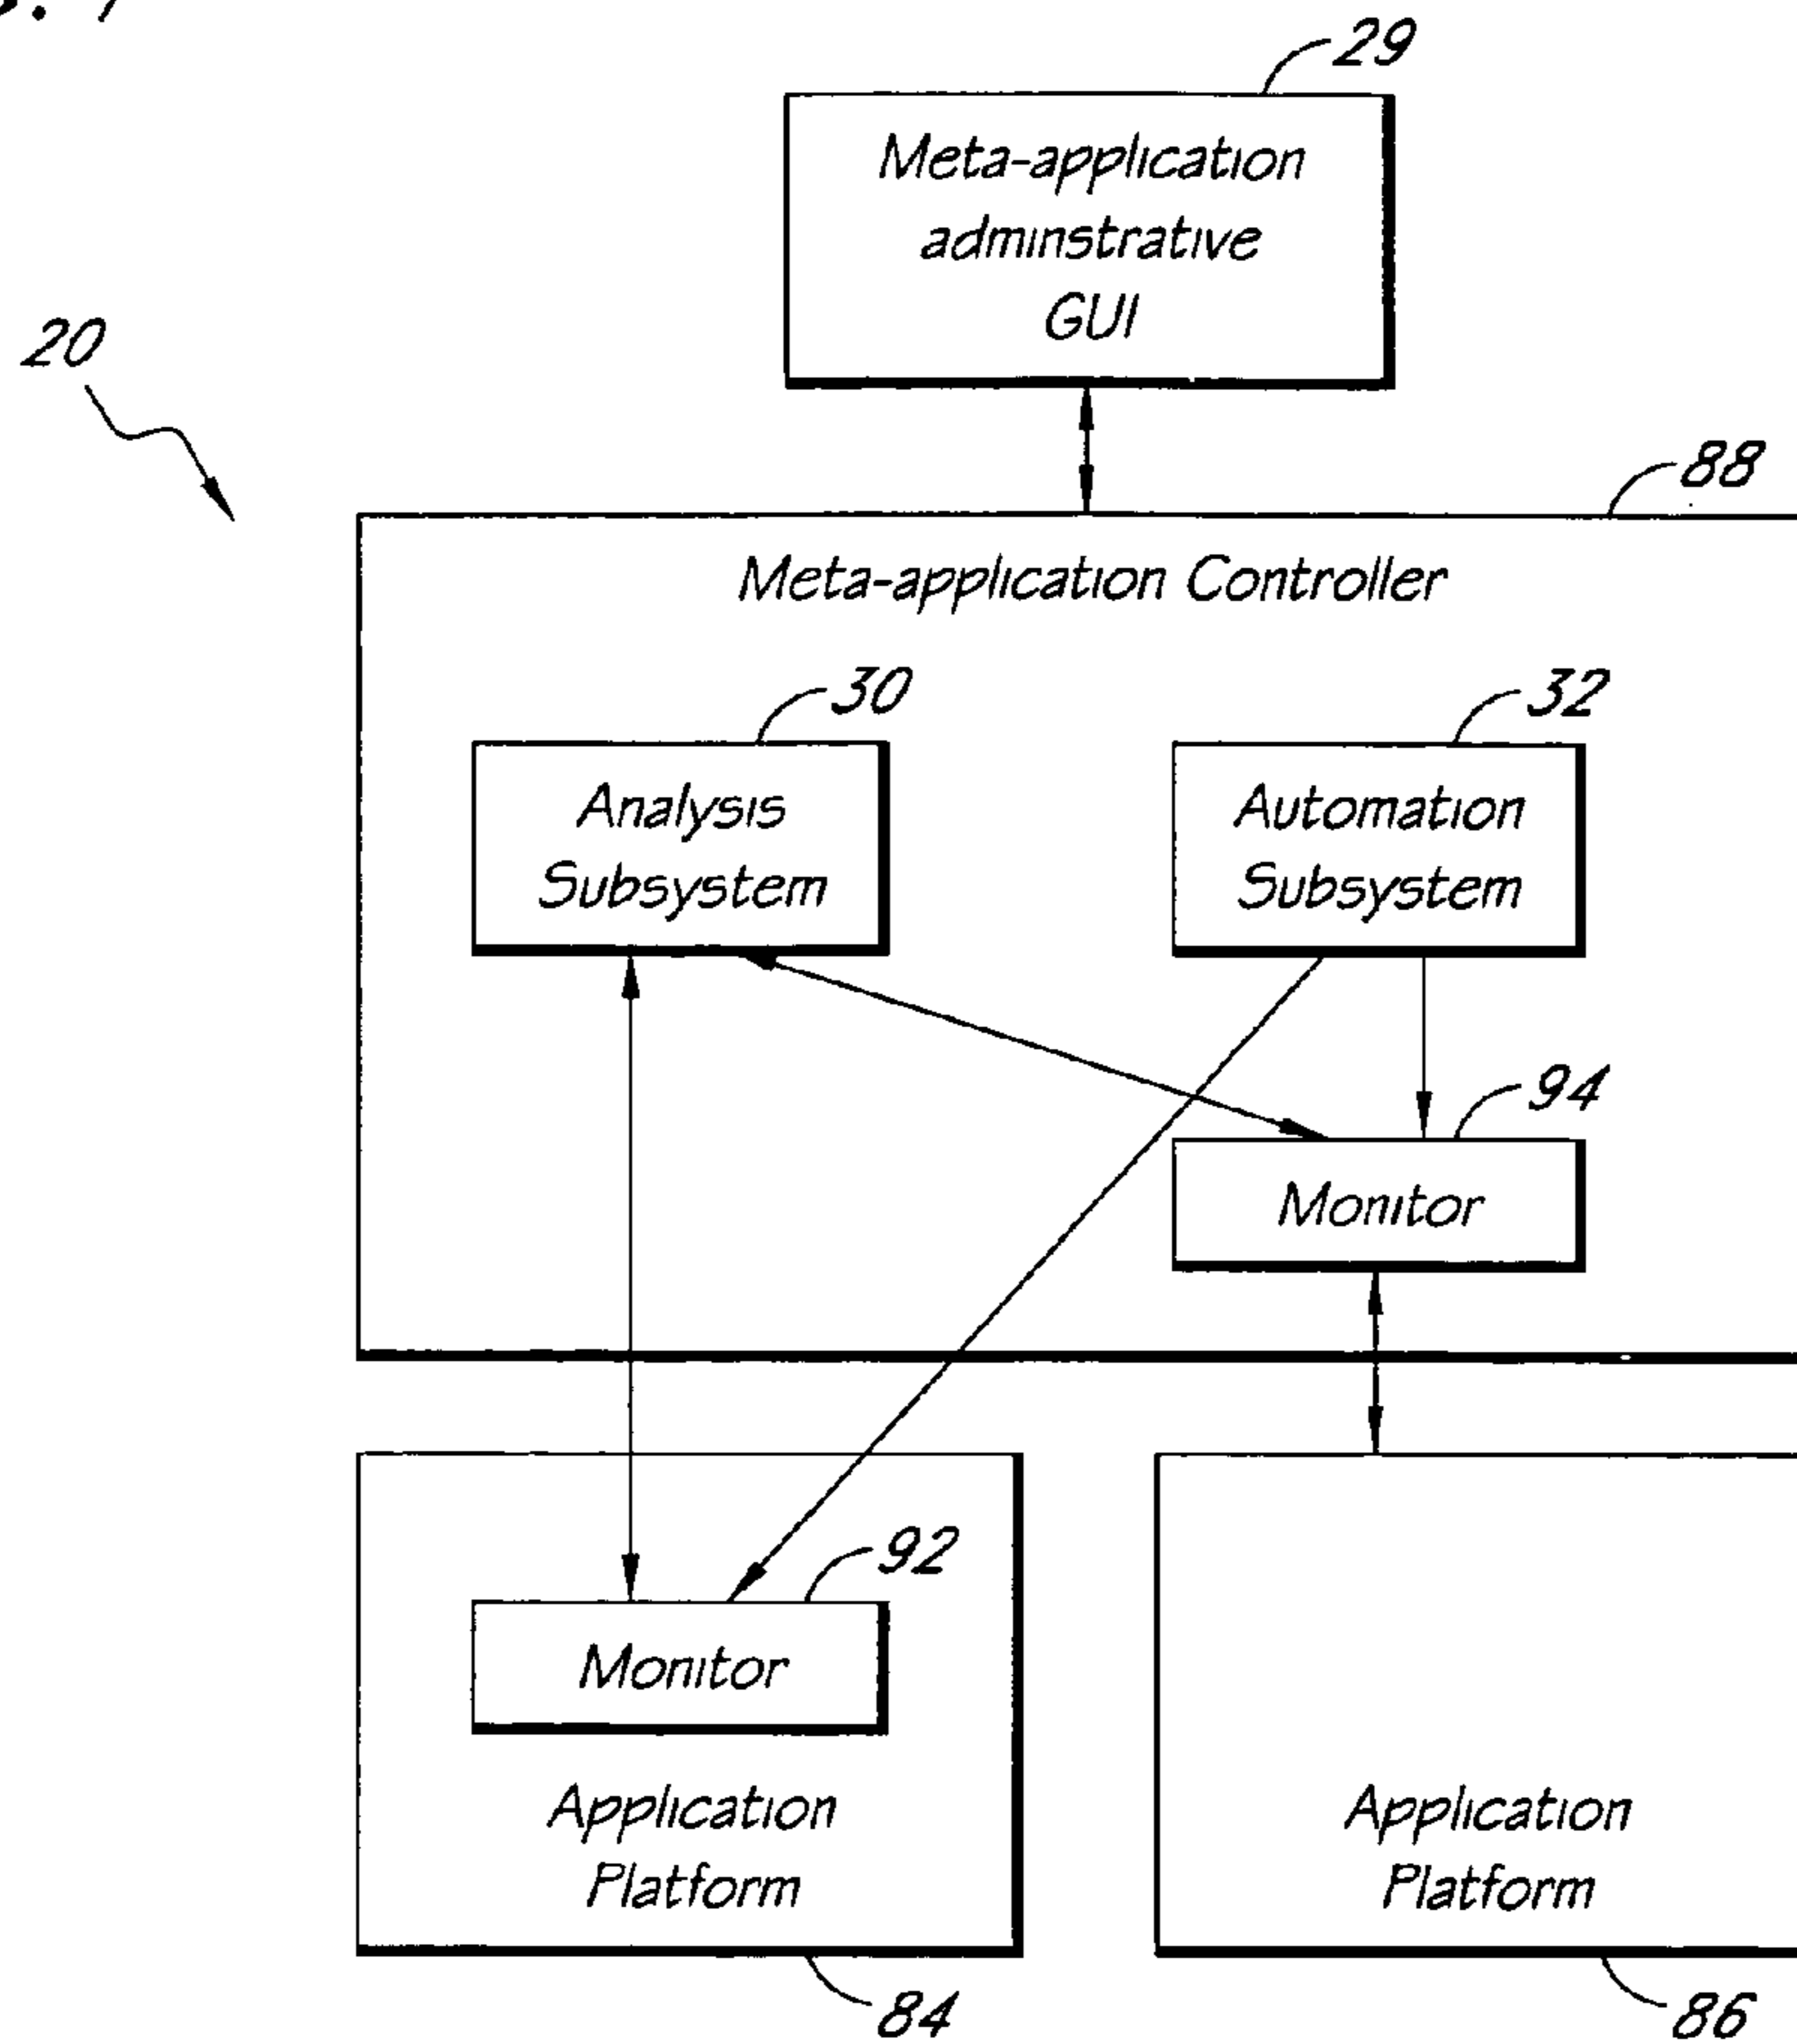 29
Meta-application
adminstrative
GUI
20
88
Meta-application Controller
30
32
Analysis
Subsystem
Automation
Subsystem
94
Monitor
92
Monitor
Application
Platform
Application
Platform
84
86